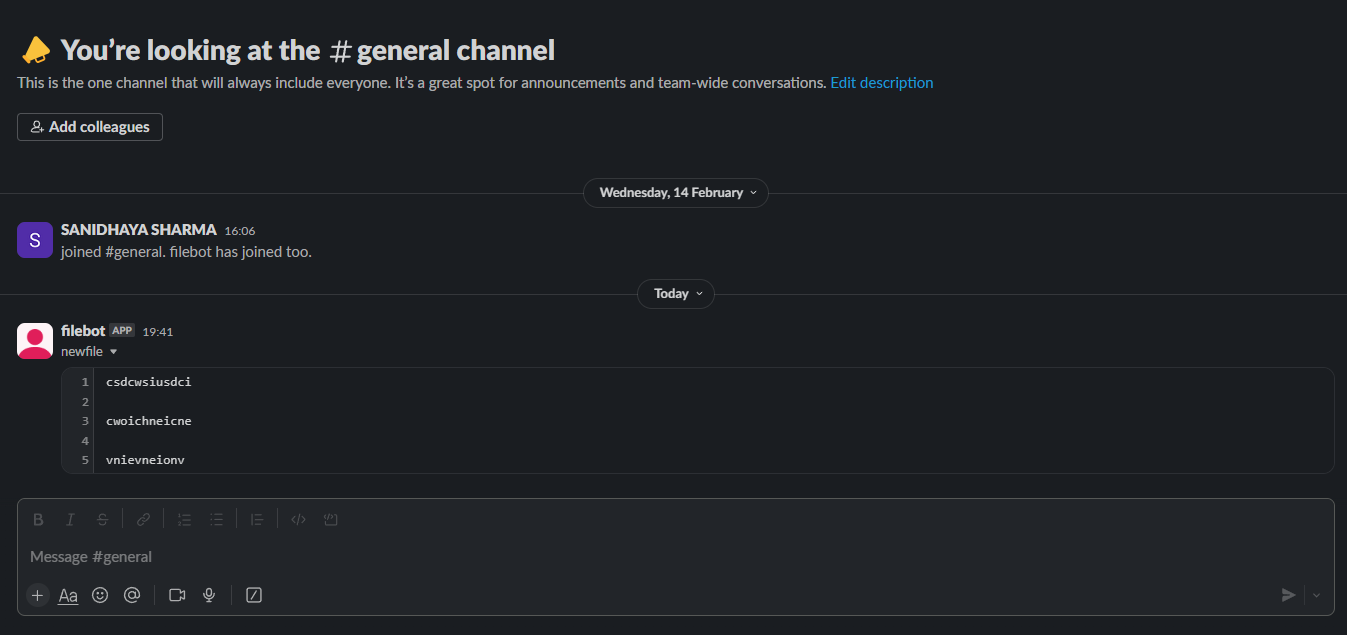 You're looking at the # general channel
This is the one channel that will always include everyone. It's a great spot for announcements and team-wide conversations. Edit description
Add colleagues
Wednesday, 14 February
S
SANIDHAYA SHARMA 16:06
joined #general. filebot has joined too.
Today
filebot APP 19:41
newfile
1 csdcwsiusdci
2
3 cwoichneicne
4
5 vnievneionv
Message #general
Aa